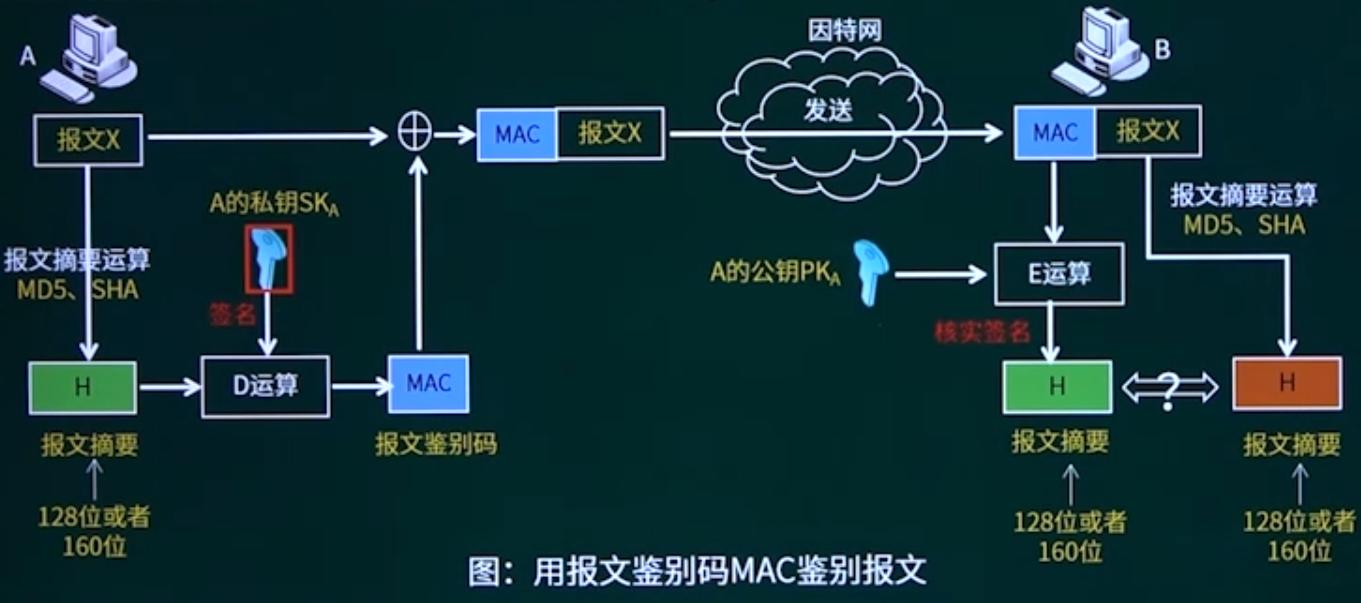 因特网
A
B
报文X
MAC
报文X
发送
MAC
报文X
A的私钥SKA
报文摘要运算
MD5、SHA
报文摘要运算
MD5、SHA
签名
A的公钥PKA
E运算
核实签名
H
D运算
MAC
H
?
H
报文摘要
报文鉴别码
报文摘要
报文摘要
128位或者
160位
128位或者
160位
128位或者
160位
图：用报文鉴别码MAC鉴别报文